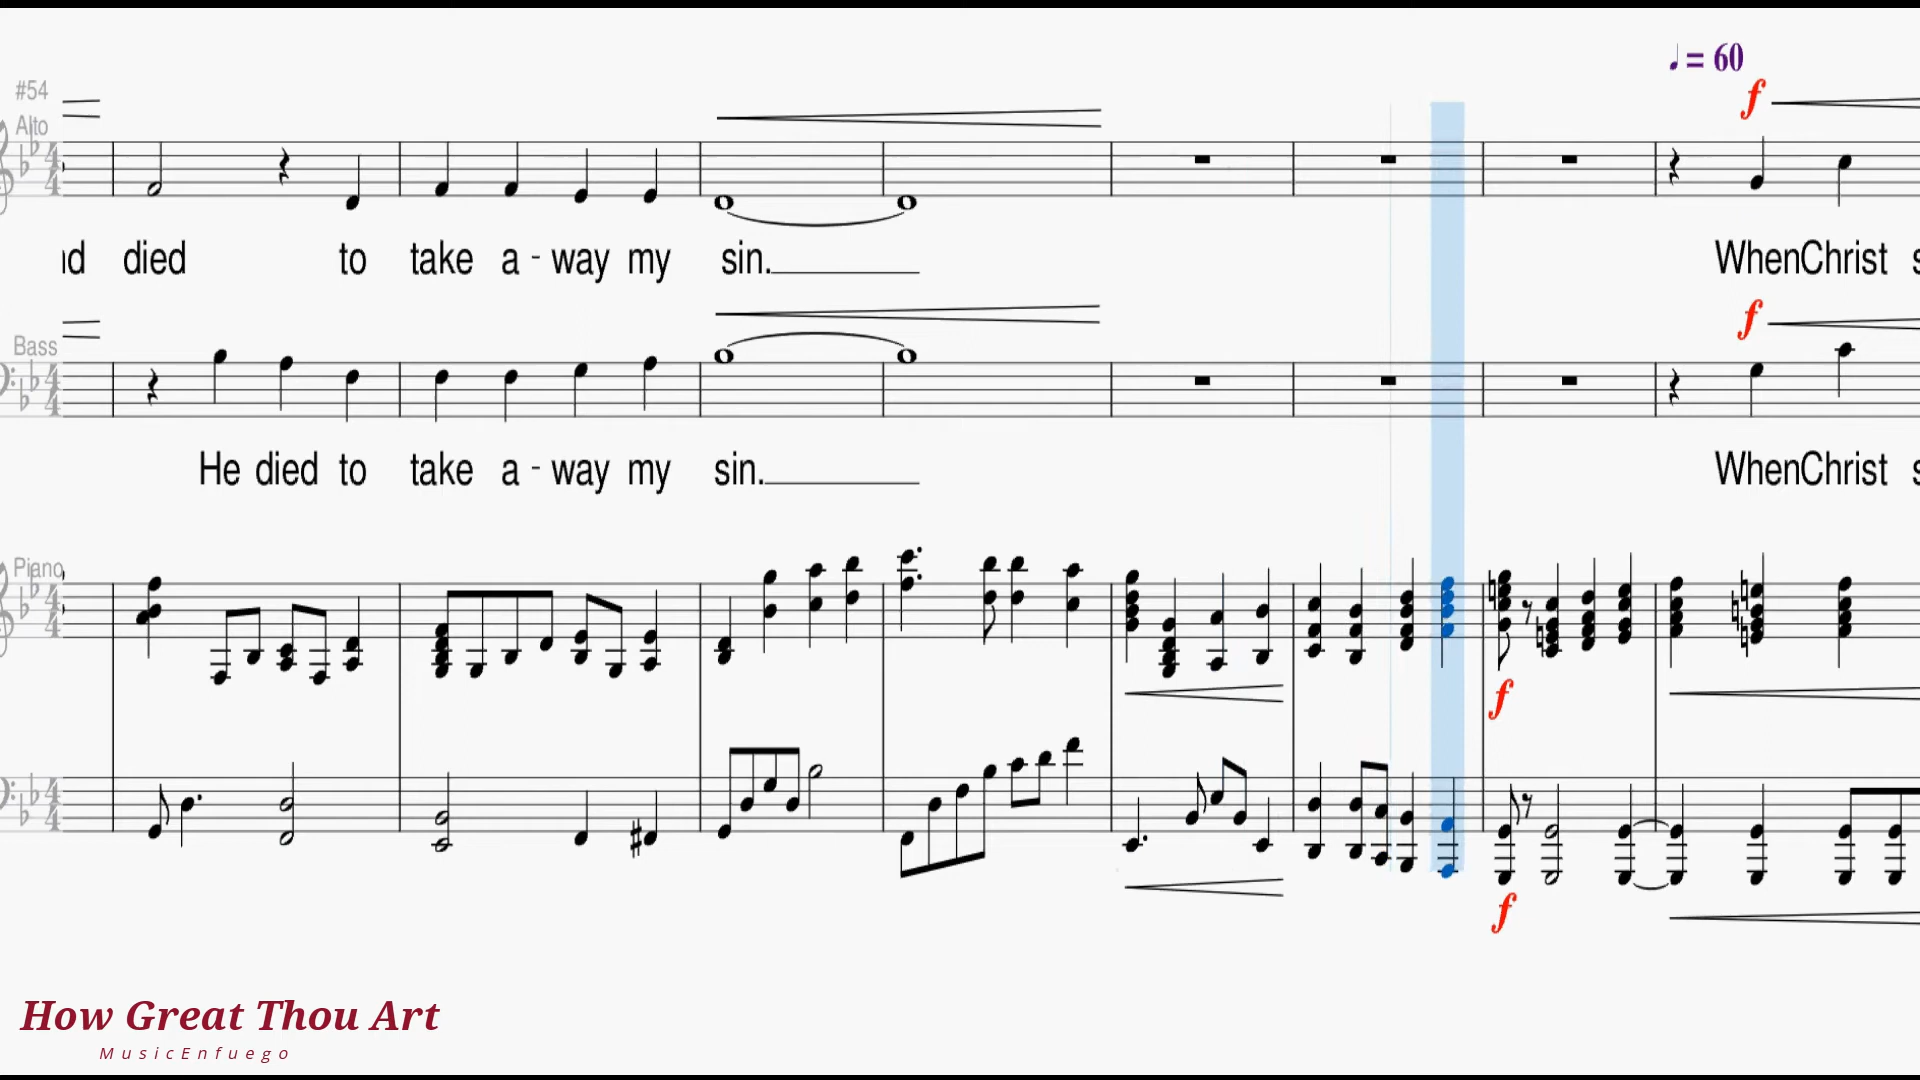 ♩ = 60
#54
f
Alto
died to take a - way my sin. WhenChrist
f
Bass
He died to take a - way my sin. WhenChrist
Piano
f
f
How Great Thou Art
MusicEnfuego